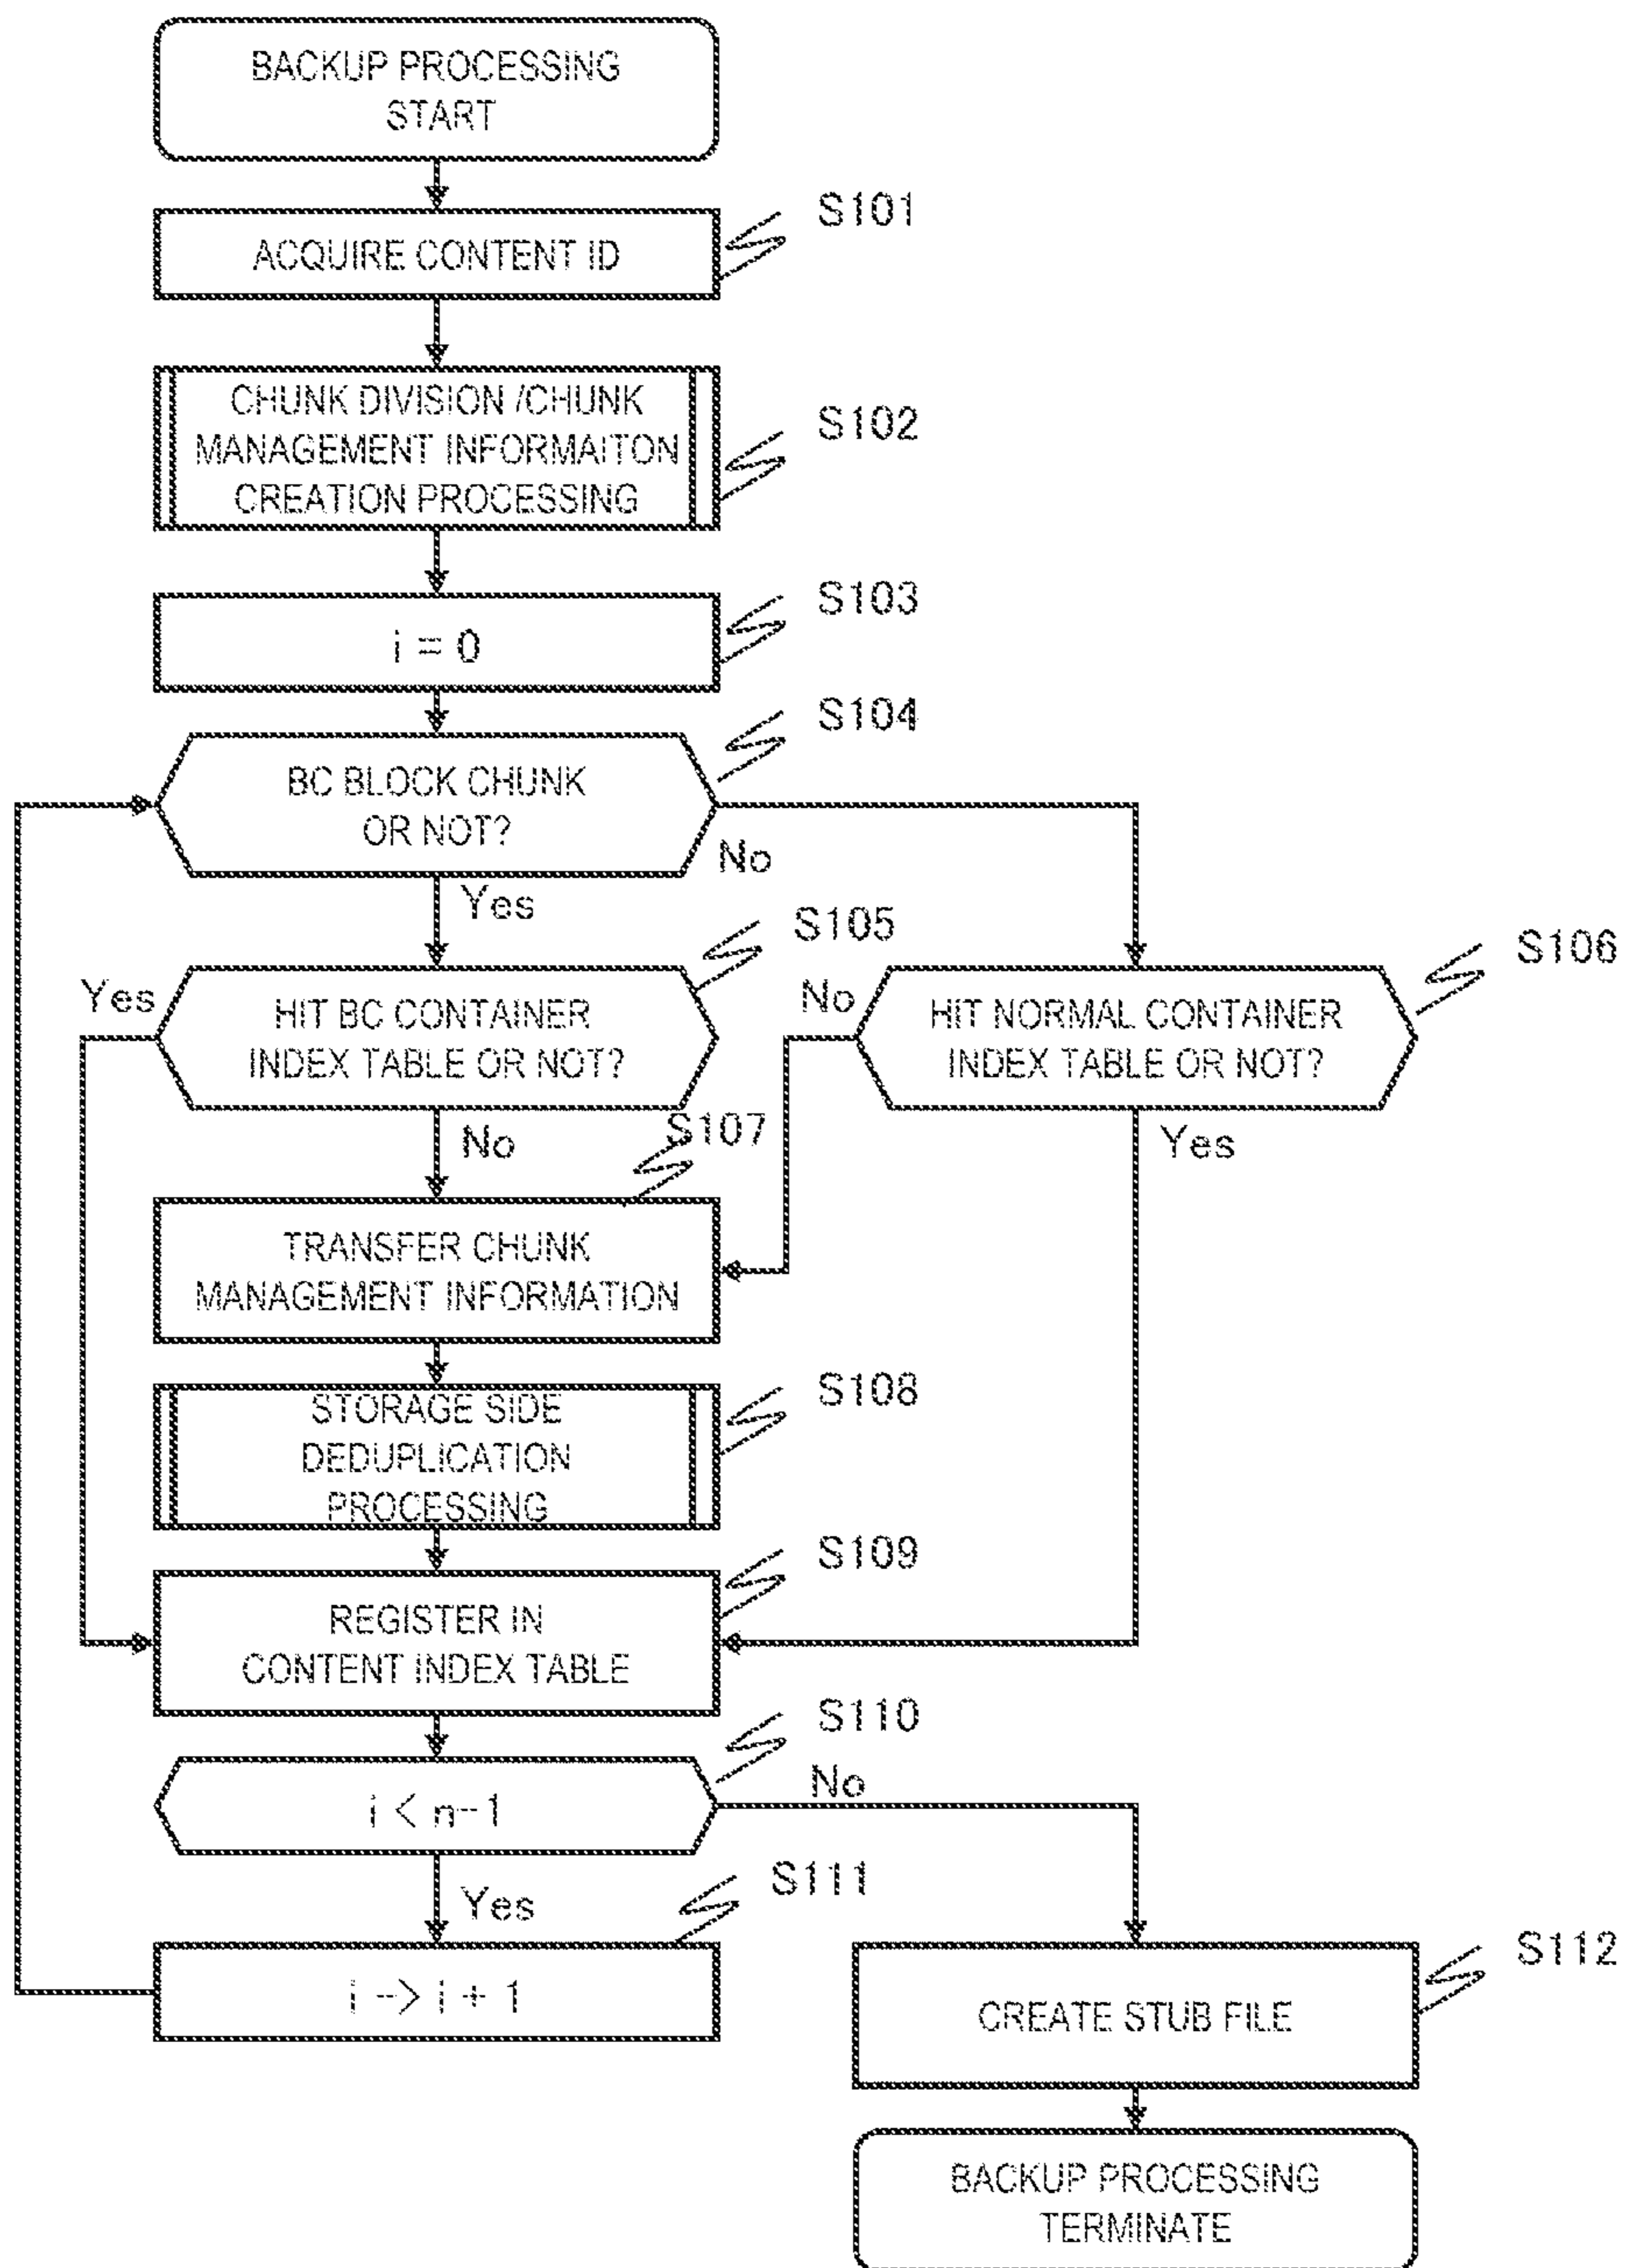 BACKUP PROCESSING
START
S101
ACQUIRE CONTENT ID
S102
CHUNK DIVISION /CHUNK
MANAGEMENT INFORMAITON
CREATION PROCESSING
S103
i = 0
S104
BC BLOCK CHUNK
OR NOT?
No
Yes
S105
S106
Yes
HIT BC CONTAINER
INDEX TABLE OR NOT?
No
HIT NORMAL CONTAINER
INDEX TABLE OR NOT?
S107
No
Yes
TRANSFER CHUNK
MANAGEMENT INFORMATION
S108
STORAGE SIDE
DEDUPLICATION
PROCESSING
S109
REGISTER IN
CONTENT INDEX TABLE
S110
i < n-1
No
S111
Yes
i -> i + 1
S112
CREATE STUB FILE
BACKUP PROCESSING
TERMINATE